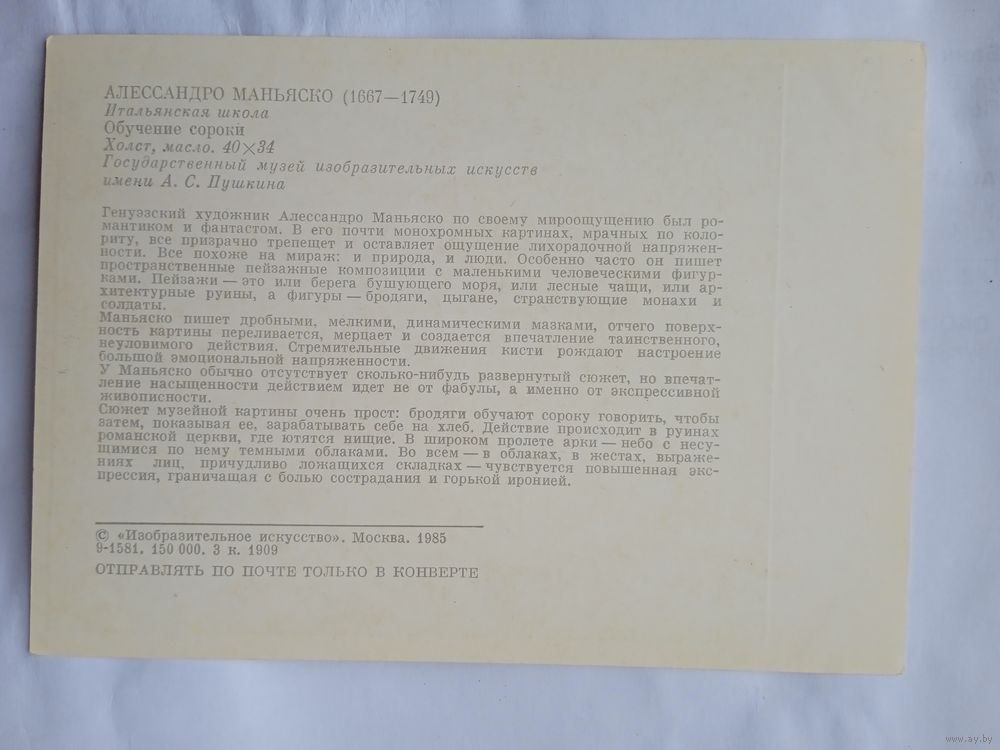 АЛЕССАНДРО МАНЬЯСКО (1667—1749)
Итальянская школа
Обучение сороки
Холст, масло. 40×34
Государственный музей изобразительных искусств
имени А. С. Пушкина
Генуэзский художник Алессандро Маньяско по своему мироощущению был ро-
мантиком и фантастом. В его почти монохромных картинах, мрачных по коло-
риту, все призрачно трепещет и оставляет ощущение лихорадочной напряжен-
ности. Все похоже на мираж: и природа, и люди. Особенно часто он пишет
пространственные пейзажные композиции с маленькими человеческими фигур-
ками. Пейзажи — это или берега бушующего моря, или лесные чащи, или ар-
хитектурные руины, а фигуры — бродяги, цыгане, странствующие монахи и
солдаты.
Маньяско пишет дробными, мелкими, динамическими мазками, отчего поверх-
ность картины переливается, мерцает и создается впечатление таинственного,
неуловимого действия. Стремительные движения кисти рождают настроение
большой эмоциональной напряженности.
У Маньяско обычно отсутствует сколько-нибудь развернутый сюжет, но впечат-
ление насыщенности действием идет не от фабулы, а именно от экспрессивной
живописности.
Сюжет музейной картины очень прост: бродяги обучают сороку говорить, чтобы
затем, показывая ее, зарабатывать себе на хлеб. Действие происходит в руинах
романской церкви, где ютятся нищие. В широком пролете арки — небо с несу-
щимися по нему темными облаками. Во всем — в облаках, в жестах, выраже-
ниях лиц, причудливо ложащихся складках — чувствуется повышенная экс-
прессия, граничащая с болью сострадания и горькой иронией.
© «Изобразительное искусство». Москва. 1985
9-1581. 150 000. 3 к. 1909
ОТПРАВЛЯТЬ ПО ПОЧТЕ ТОЛЬКО В КОНВЕРТЕ
www.ay.by